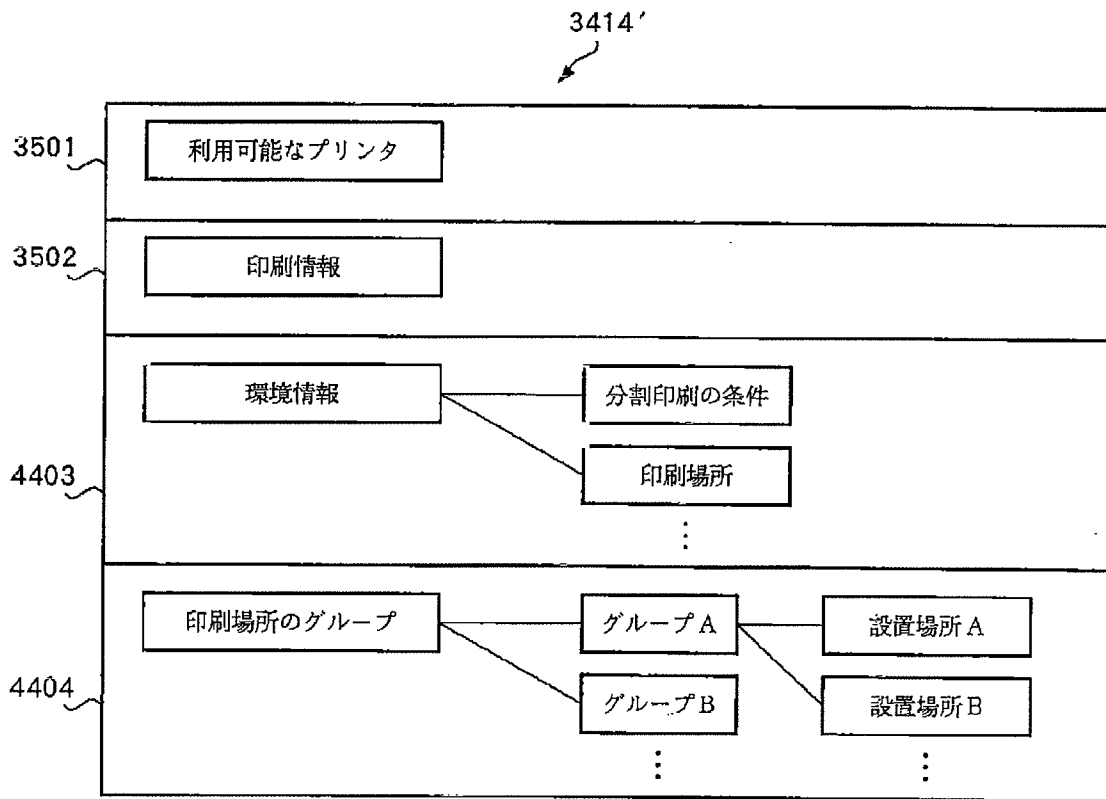 3414′
3501
利用可能なプリンタ
3502
印刷情報
環境情報
分割印刷の条件
4403
印刷場所
印刷場所のグループ
グループA
設置場所A
4404
グループB
設置場所B